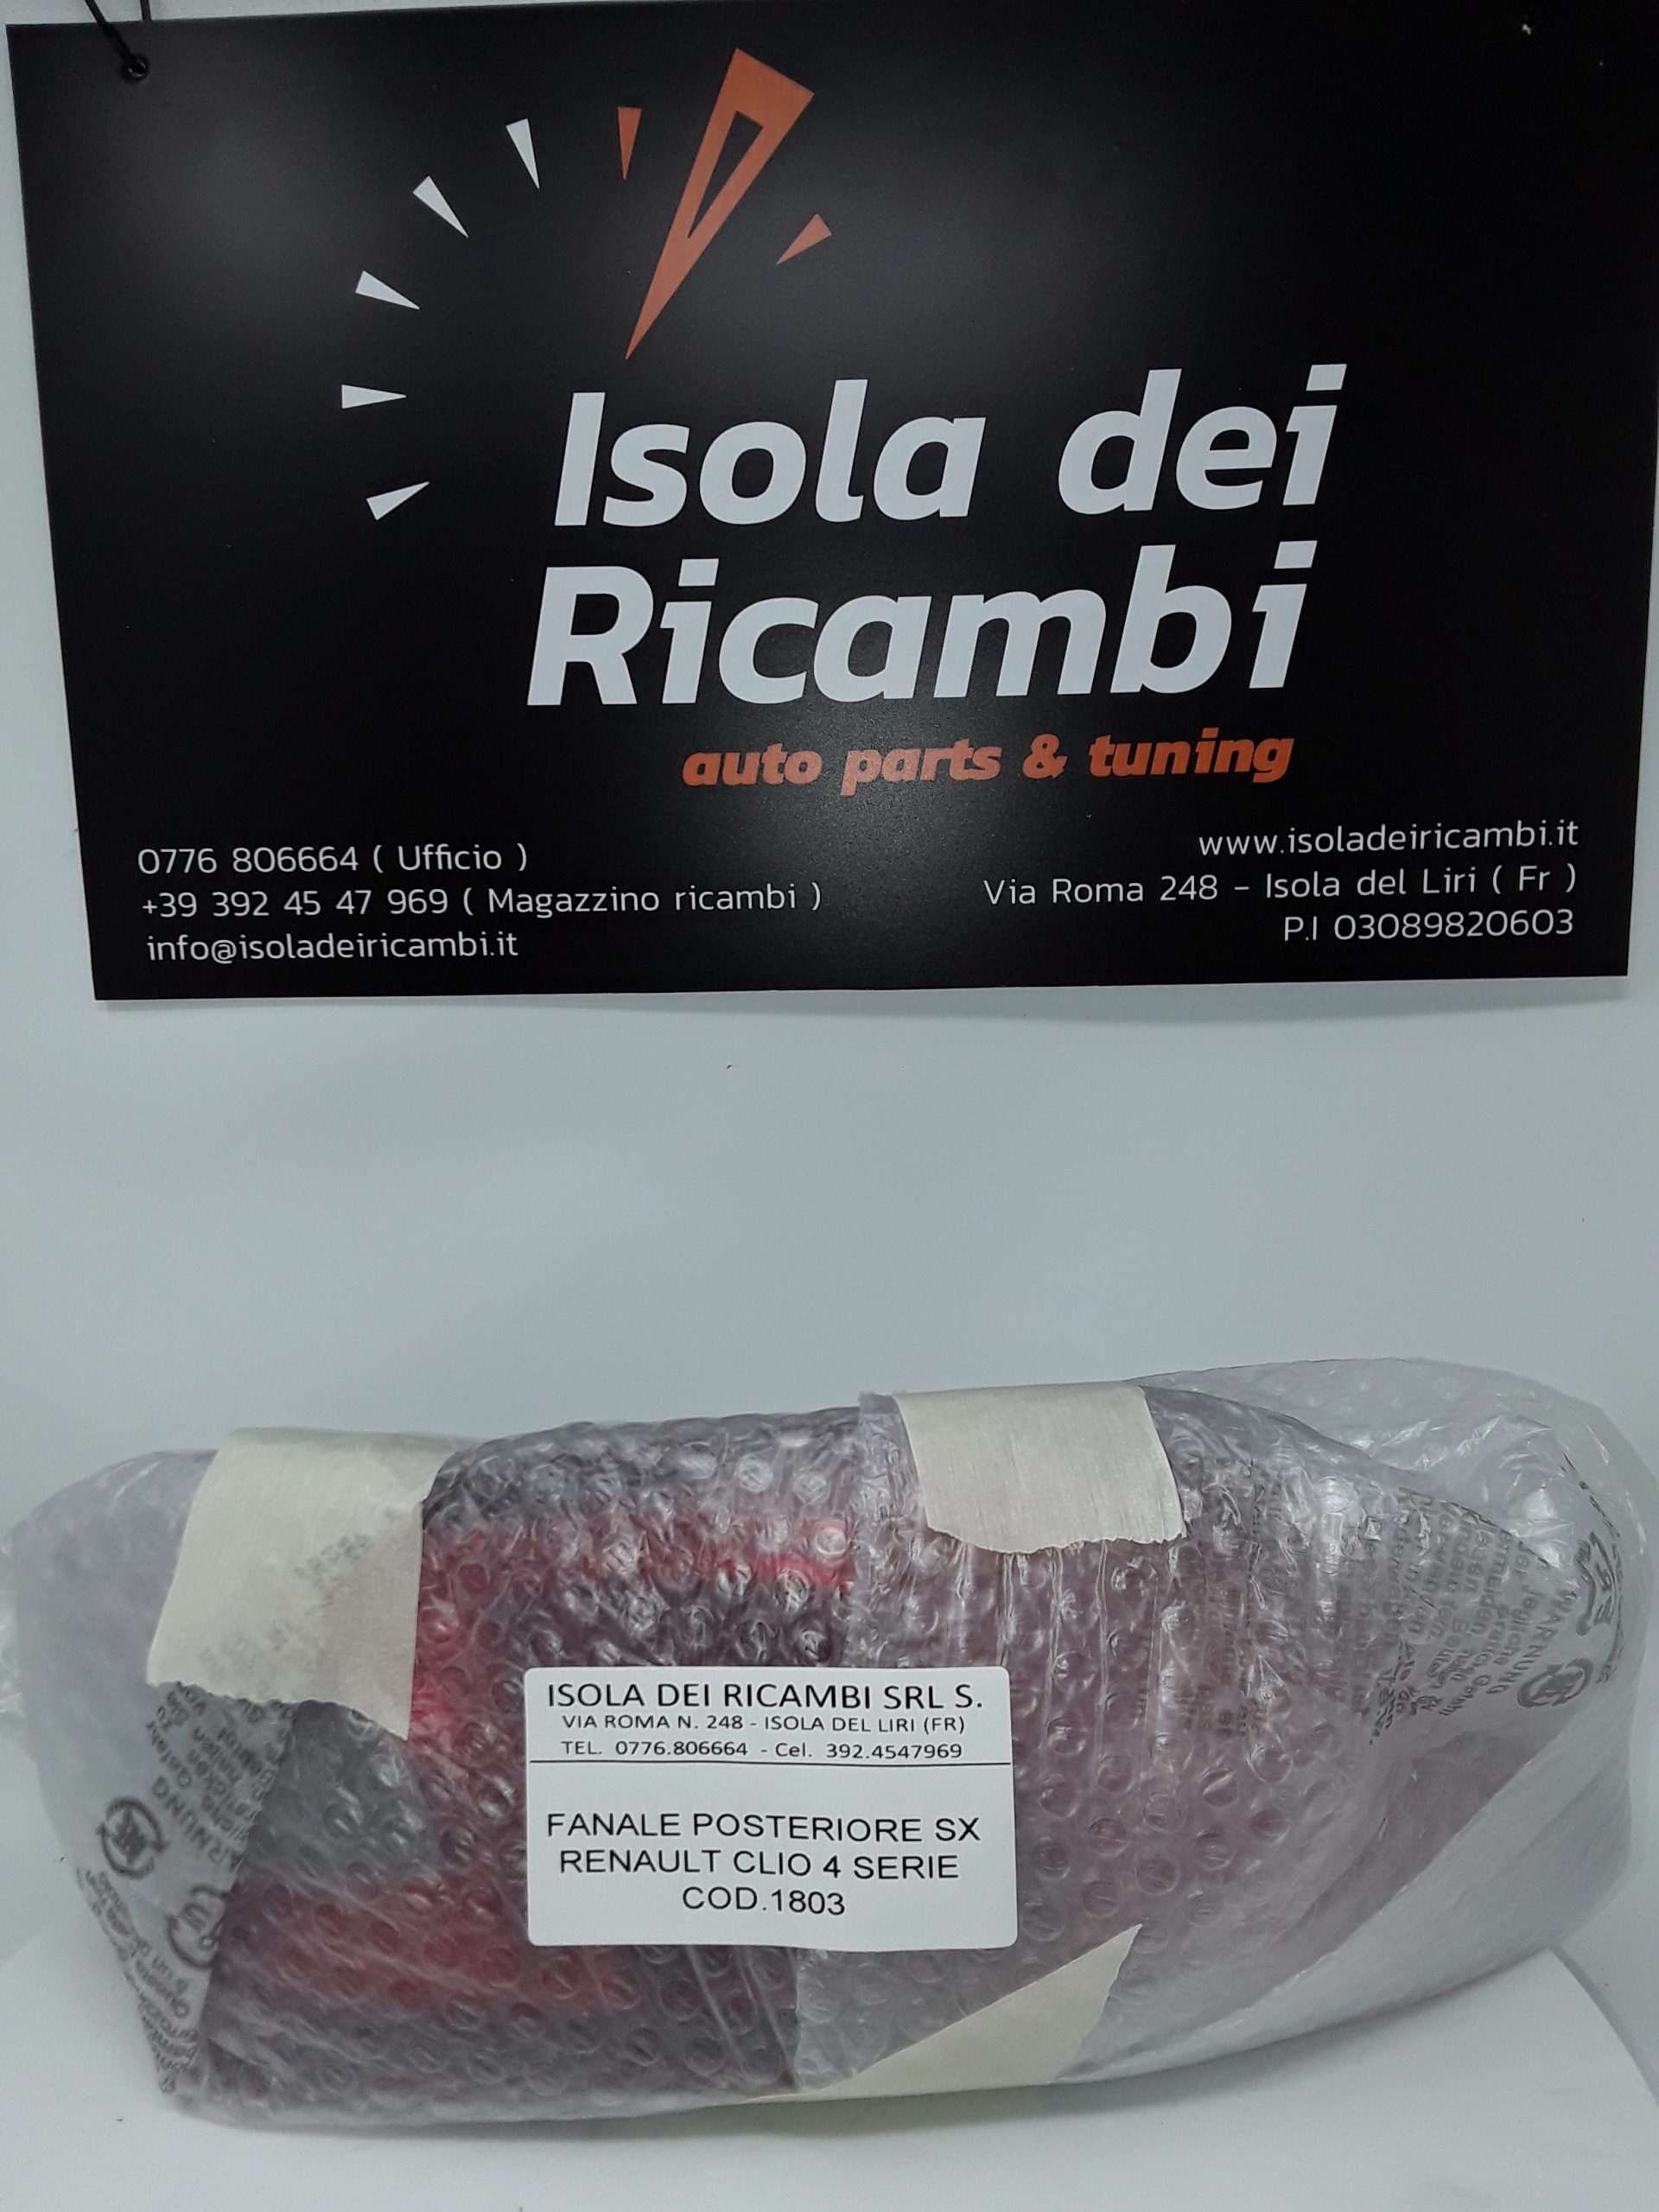 Isola dei
Ricambi
auto parts & tuning
0776 806664 ( Ufficio )
+39 392 45 47 969 ( Magazzino ricambi )
info@isoladeiricambi.it
www.isoladeiricambi.it
Via Roma 248 – Isola del Liri ( Fr )
P.I 03089820603
ISOLA DEI RICAMBI SRL S.
VIA ROMA N. 248 - ISOLA DEL LIRI (FR)
TEL. 0776.806664 - Cel. 392.4547969
FANALE POSTERIORE SX
RENAULT CLIO 4 SERIE
COD.1803
WARNUNG